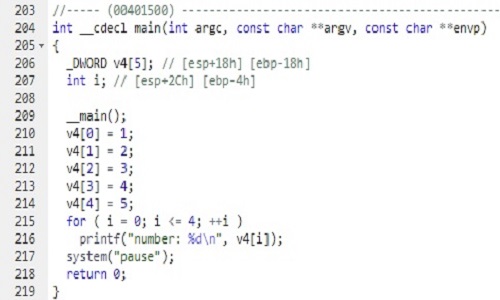 203 //----- (00401500) --------------------------------------------------------
204 int __cdecl main(int argc, const char **argv, const char **envp)
205 {
206 _DWORD v4[5]; // [esp+18h] [ebp-18h]
207 int i; // [esp+2Ch] [ebp-4h]
208
209 __main();
210 v4[0] = 1;
211 v4[1] = 2;
212 v4[2] = 3;
213 v4[3] = 4;
214 v4[4] = 5;
215 for ( i = 0; i <= 4; ++i )
216 printf("number: %d\n", v4[i]);
217 system("pause");
218 return 0;
219 }